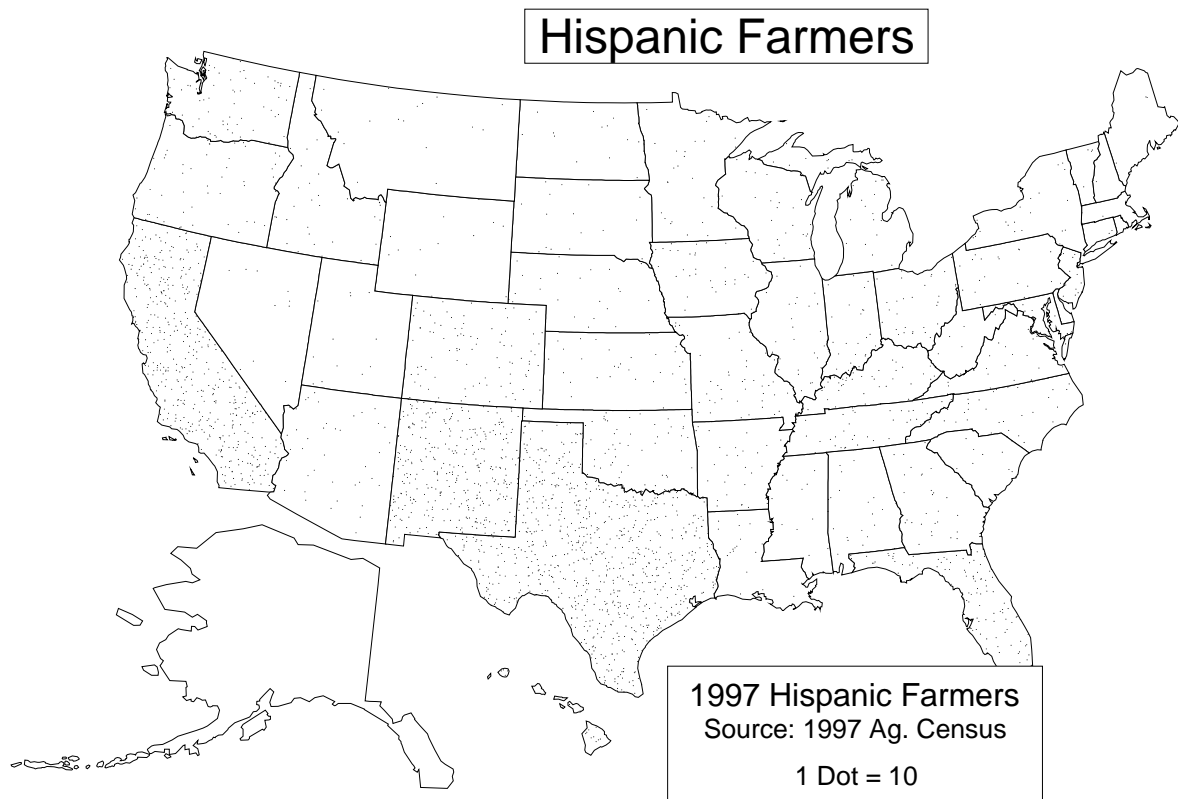 Hispanic Farmers
1997 Hispanic Farmers
Source: 1997 Ag. Census
1 Dot = 10